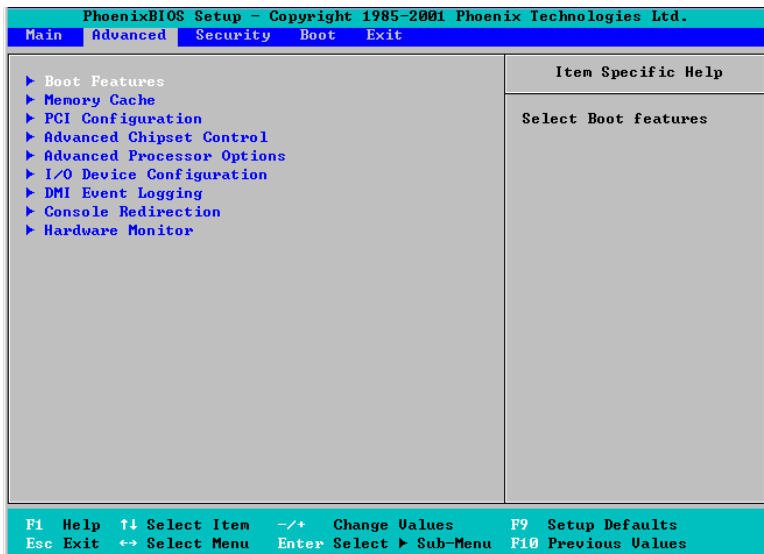 PhoenixBIOS Setup - Copyright 1985-2001 Phoenix Technologies Ltd.
Main Advanced Security Boot Exit
Item Specific Help
▶ Boot Features
▶ Memory Cache
▶ PCI Configuration
▶ Advanced Chipset Control
▶ Advanced Processor Options
▶ I/O Device Configuration
▶ DMI Event Logging
▶ Console Redirection
▶ Hardware Monitor
Select Boot features
F1 Help ↑↓ Select Item -/+ Change Values F9 Setup Defaults
Esc Exit ↔ Select Menu Enter Select ▶ Sub-Menu F10 Previous Values